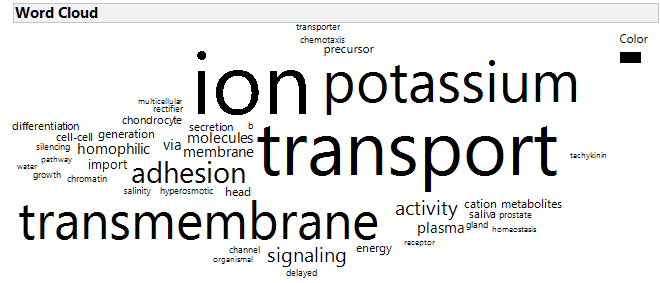 Word Cloud
transporter
chemotaxis
precursor
Color
ion
potassium
multicellular
rectifier
chondrocyte
differentiation
secretion
b
cell-cell
generation
molecules
silencing
homophilic
via
membrane
transport
tachykinin
pathway
water
import
growth
chromatin
adhesion
salinity
hyperosmotic
head
transmembrane
activity
cation
metabolites
saliva
prostate
plasma
gland
homeostasis
receptor
channel
organismal
signaling
energy
delayed